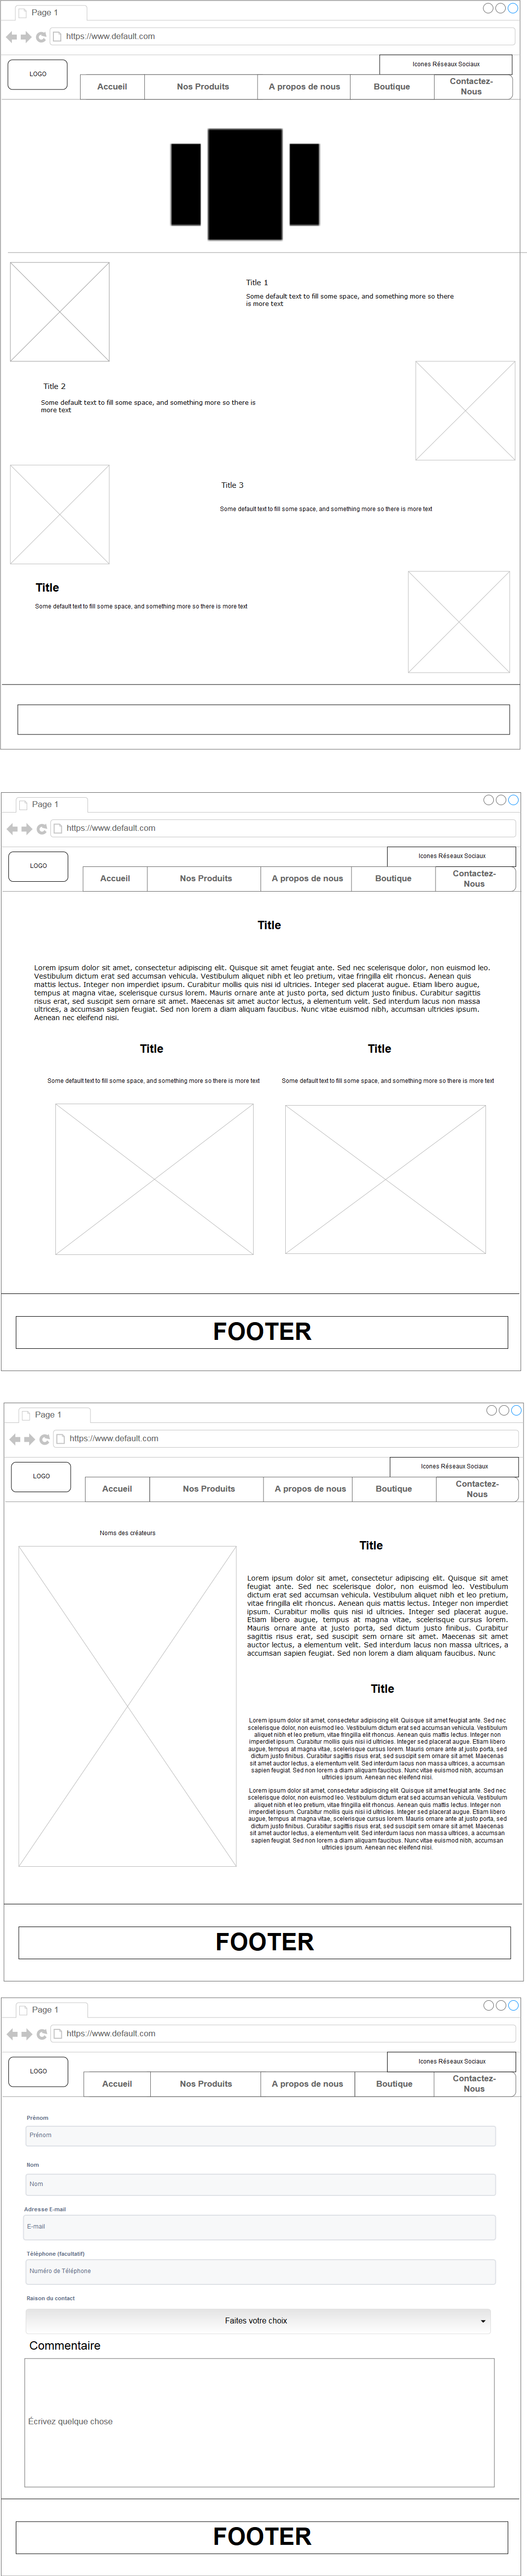 Page 1
https://www.default.com
Icones Réseaux Sociaux
LOGO
Accueil
Nos Produits
A propos de nous
Boutique
Contactez-
Nous
Title 1
Some default text to fill some space, and something more so there
is more text
Title 2
Some default text to fill some space, and something more so there is
more text
Title 3
Some default text to fill some space, and something more so there is more text
Title
Some default text to fill some space, and something more so there is more text
Page 1
https://www.default.com
Icones Réseaux Sociaux
LOGO
Accueil
Nos Produits
A propos de nous
Boutique
Contactez-
Nous
Title
Lorem ipsum dolor sit amet, consectetur adipiscing elit. Quisque sit amet feugiat ante. Sed nec scelerisque dolor, non euismod leo.
Vestibulum dictum erat sed accumsan vehicula. Vestibulum aliquet nibh et leo pretium, vitae fringilla elit rhoncus. Aenean quis
mattis lectus. Integer non imperdiet ipsum. Curabitur mollis quis nisi id ultricies. Integer sed placerat augue. Etiam libero augue,
tempus at magna vitae, scelerisque cursus lorem. Mauris ornare ante at justo porta, sed dictum justo finibus. Curabitur sagittis
risus erat, sed suscipit sem ornare sit amet. Maecenas sit amet auctor lectus, a elementum velit. Sed interdum lacus non massa
ultrices, a accumsan sapien feugiat. Sed non lorem a diam aliquam faucibus. Nunc vitae euismod nibh, accumsan ultricies ipsum.
Aenean nec eleifend nisi.
Title
Title
Some default text to fill some space, and something more so there is more text
Some default text to fill some space, and something more so there is more text
FOOTER
Page 1
https://www.default.com
Icones Réseaux Sociaux
LOGO
Accueil
Nos Produits
A propos de nous
Boutique
Contactez-
Nous
Noms des créateurs
Title
Lorem ipsum dolor sit amet, consectetur adipiscing elit. Quisque sit amet
feugiat ante. Sed nec scelerisque dolor, non euismod leo. Vestibulum
dictum erat sed accumsan vehicula. Vestibulum aliquet nibh et leo pretium,
vitae fringilla elit rhoncus. Aenean quis mattis lectus. Integer non imperdiet
ipsum. Curabitur mollis quis nisi id ultricies. Integer sed placerat augue.
Etiam libero augue, tempus at magna vitae, scelerisque cursus lorem.
Mauris ornare ante at justo porta, sed dictum justo finibus. Curabitur
sagittis risus erat, sed suscipit sem ornare sit amet. Maecenas sit amet
auctor lectus, a elementum velit. Sed interdum lacus non massa ultrices, a
accumsan sapien feugiat. Sed non lorem a diam aliquam faucibus. Nunc
Title
Lorem ipsum dolor sit amet, consectetur adipiscing elit. Quisque sit amet feugiat ante. Sed nec
scelerisque dolor, non euismod leo. Vestibulum dictum erat sed accumsan vehicula. Vestibulum
aliquet nibh et leo pretium, vitae fringilla elit rhoncus. Aenean quis mattis lectus. Integer non
imperdiet ipsum. Curabitur mollis quis nisi id ultricies. Integer sed placerat augue. Etiam libero
augue, tempus at magna vitae, scelerisque cursus lorem. Mauris ornare ante at justo porta, sed
dictum justo finibus. Curabitur sagittis risus erat, sed suscipit sem ornare sit amet. Maecenas
sit amet auctor lectus, a elementum velit. Sed interdum lacus non massa ultrices, a accumsan
sapien feugiat. Sed non lorem a diam aliquam faucibus. Nunc vitae euismod nibh, accumsan
ultricies ipsum. Aenean nec eleifend nisi.
Lorem ipsum dolor sit amet, consectetur adipiscing elit. Quisque sit amet feugiat ante. Sed nec
scelerisque dolor, non euismod leo. Vestibulum dictum erat sed accumsan vehicula. Vestibulum
aliquet nibh et leo pretium, vitae fringilla elit rhoncus. Aenean quis mattis lectus. Integer non
imperdiet ipsum. Curabitur mollis quis nisi id ultricies. Integer sed placerat augue. Etiam libero
augue, tempus at magna vitae, scelerisque cursus lorem. Mauris ornare ante at justo porta, sed
dictum justo finibus. Curabitur sagittis risus erat, sed suscipit sem ornare sit amet. Maecenas
sit amet auctor lectus, a elementum velit. Sed interdum lacus non massa ultrices, a accumsan
sapien feugiat. Sed non lorem a diam aliquam faucibus. Nunc vitae euismod nibh, accumsan
ultricies ipsum. Aenean nec eleifend nisi.
FOOTER
Page 1
https://www.default.com
Icones Réseaux Sociaux
LOGO
Accueil
Nos Produits
A propos de nous
Boutique
Contactez-
Nous
Prénom
Prénom
Nom
Nom
Adresse E-mail
E-mail
Téléphone (facultatif)
Numéro de Téléphone
Raison du contact
Faites votre choix
Commentaire
Écrivez quelque chose
FOOTER